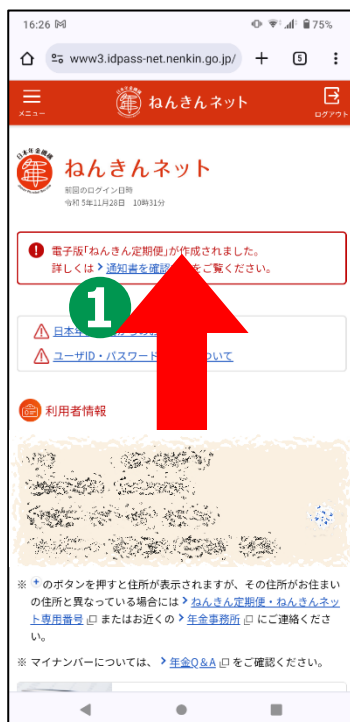 16:26
75%
www3.idpass-net.nenkin.go.jp/
5
メニュー
ねんきんネット
ログアウト
日本年金機構
ねんきんネット
前回のログイン日時
令和5年11月28日 10時31分
電子版「ねんきん定期便」が作成されました。
詳しくは 通知書を確認 をご覧ください。
1
日本年
ユーザID・パスワード ついて
利用者情報
※ + のボタンを押すと住所が表示されますが、その住所がお住まい
の住所と異なっている場合には ねんきん定期便・ねんきんネッ
ト専用番号 またはお近くの 年金事務所 にご連絡くださ
い。
※ マイナンバーについては、 年金Q&A をご確認ください。